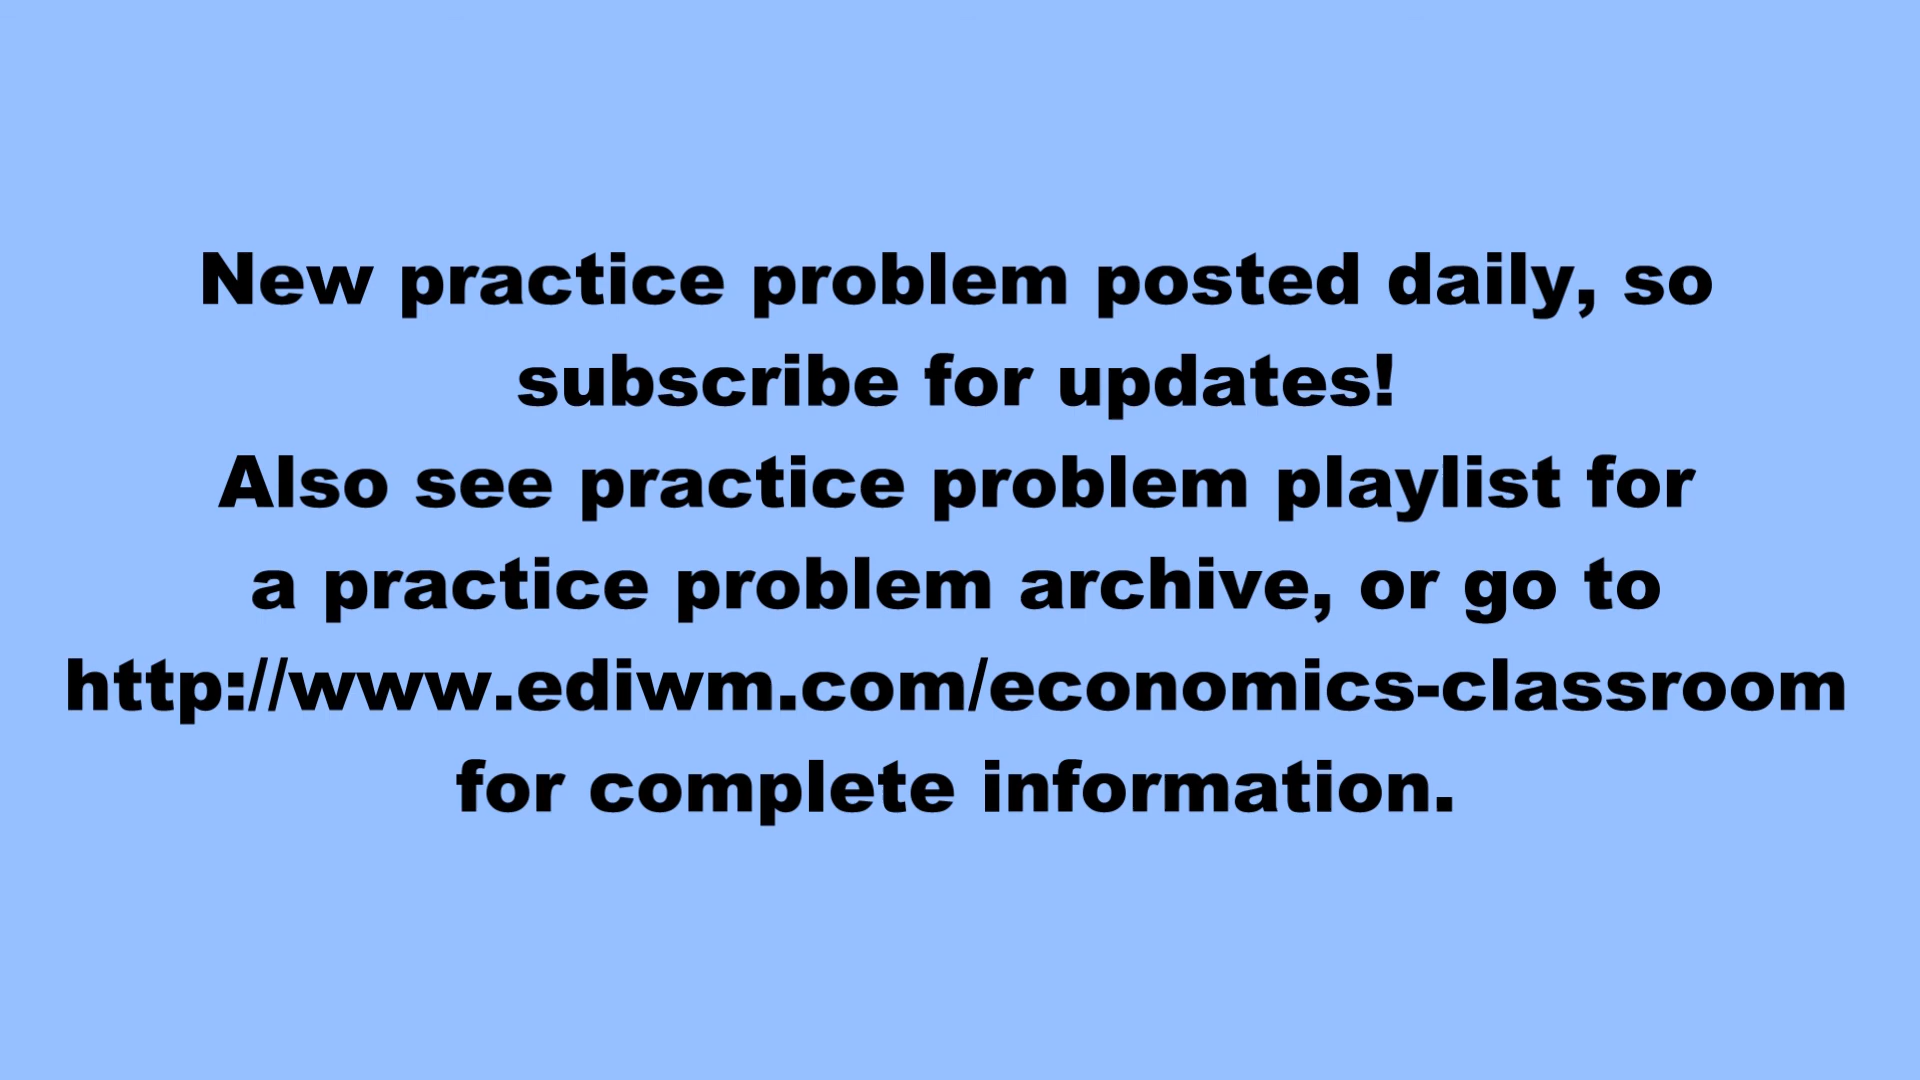 New practice problem posted daily, so
subscribe for updates!
Also see practice problem playlist for
a practice problem archive, or go to
http://www.ediwm.com/economics-classroom
for complete information.